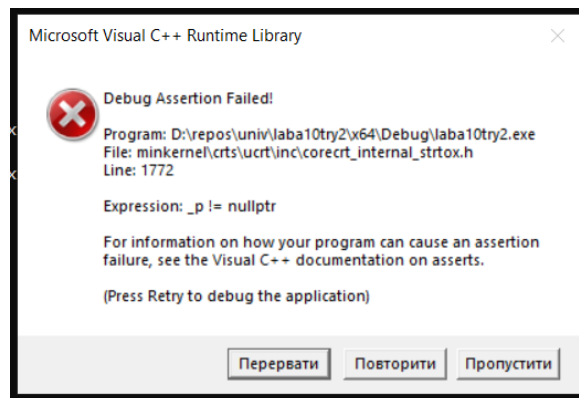 Microsoft Visual C++ Runtime Library
Debug Assertion Failed!
Program: D:\repos\univ\laba10try2\x64\Debug\laba10try2.exe
File: minkernel\crts\ucrt\inc\corecrt_internal_strtox.h
Line: 1772
Expression: _p != nullptr
For information on how your program can cause an assertion
failure, see the Visual C++ documentation on asserts.
(Press Retry to debug the application)
Перервати Повторити Пропустити